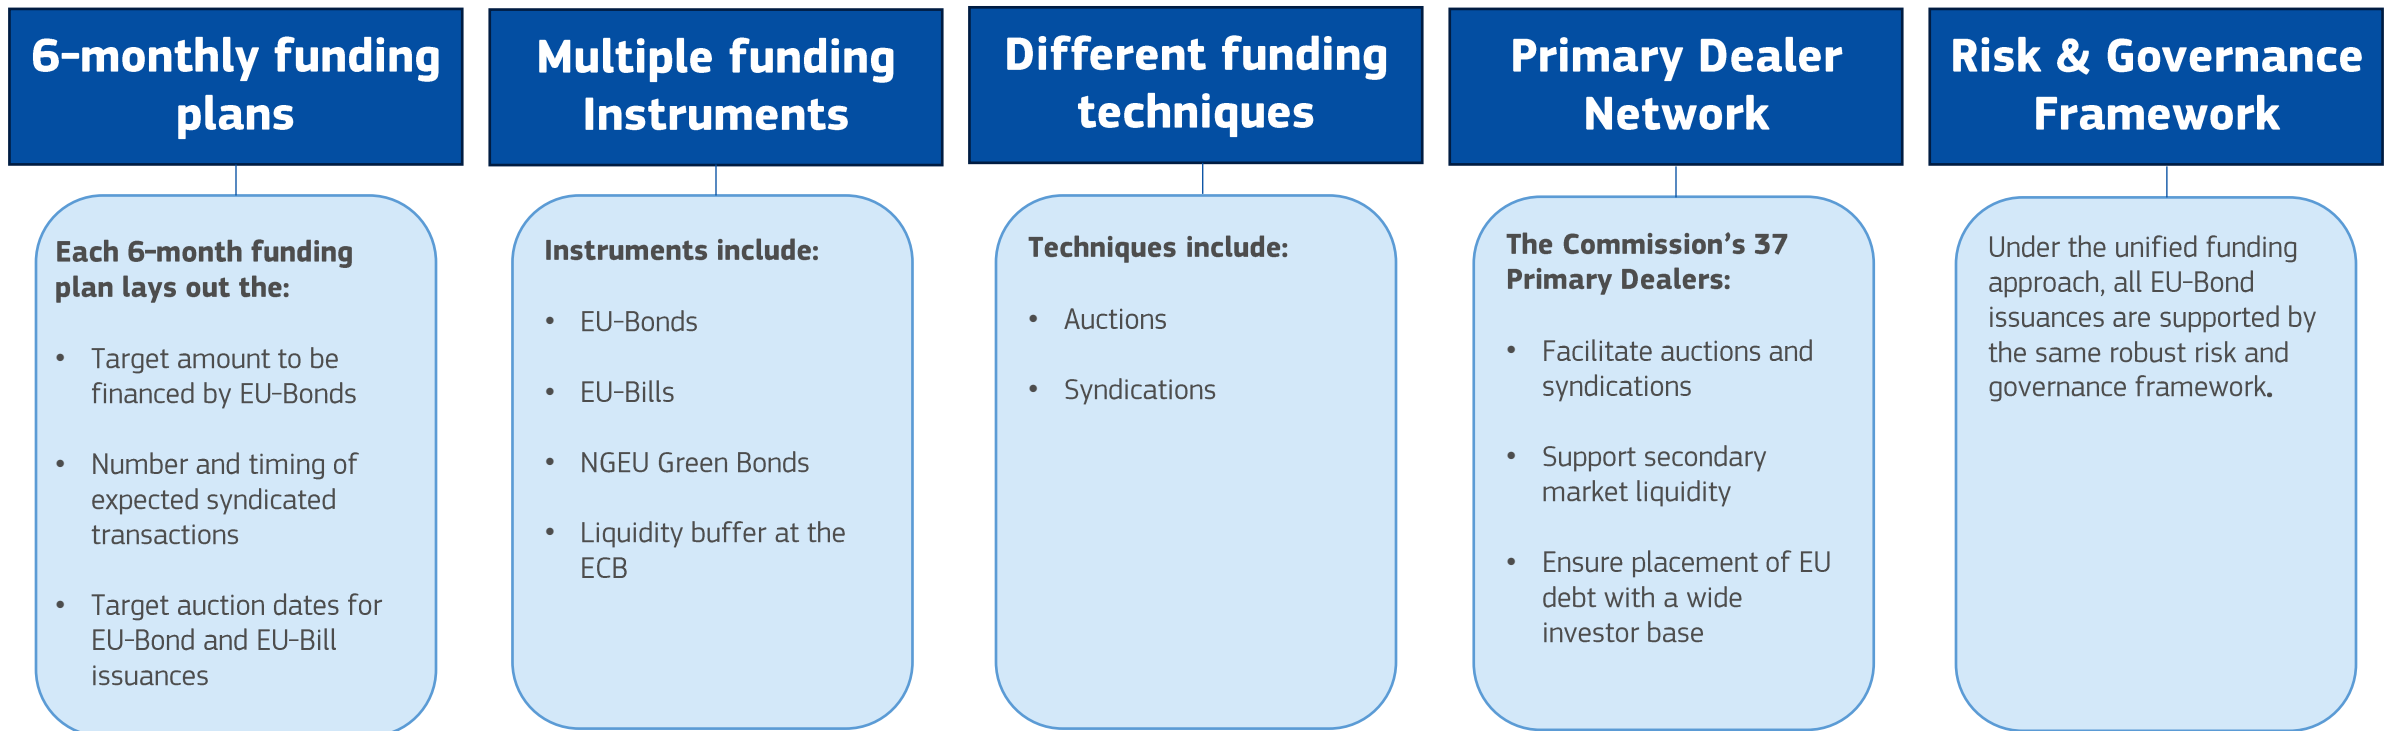 6-monthly funding
plans
Each 6-month funding
plan lays out the:
• Target amount to be
financed by EU-Bonds
• Number and timing of
expected syndicated
transactions
• Target auction dates for
EU-Bond and EU-Bill
issuances
Multiple funding
Instruments
Instruments include:
• EU-Bonds
• EU-Bills
• NGEU Green Bonds
• Liquidity buffer at the
ECB
Different funding
techniques
Techniques include:
• Auctions
• Syndications
Primary Dealer
Network
The Commission’s 37
Primary Dealers:
• Facilitate auctions and
syndications
• Support secondary
market liquidity
• Ensure placement of EU
debt with a wide
investor base
Risk & Governance
Framework
Under the unified funding
approach, all EU-Bond
issuances are supported by
the same robust risk and
governance framework.